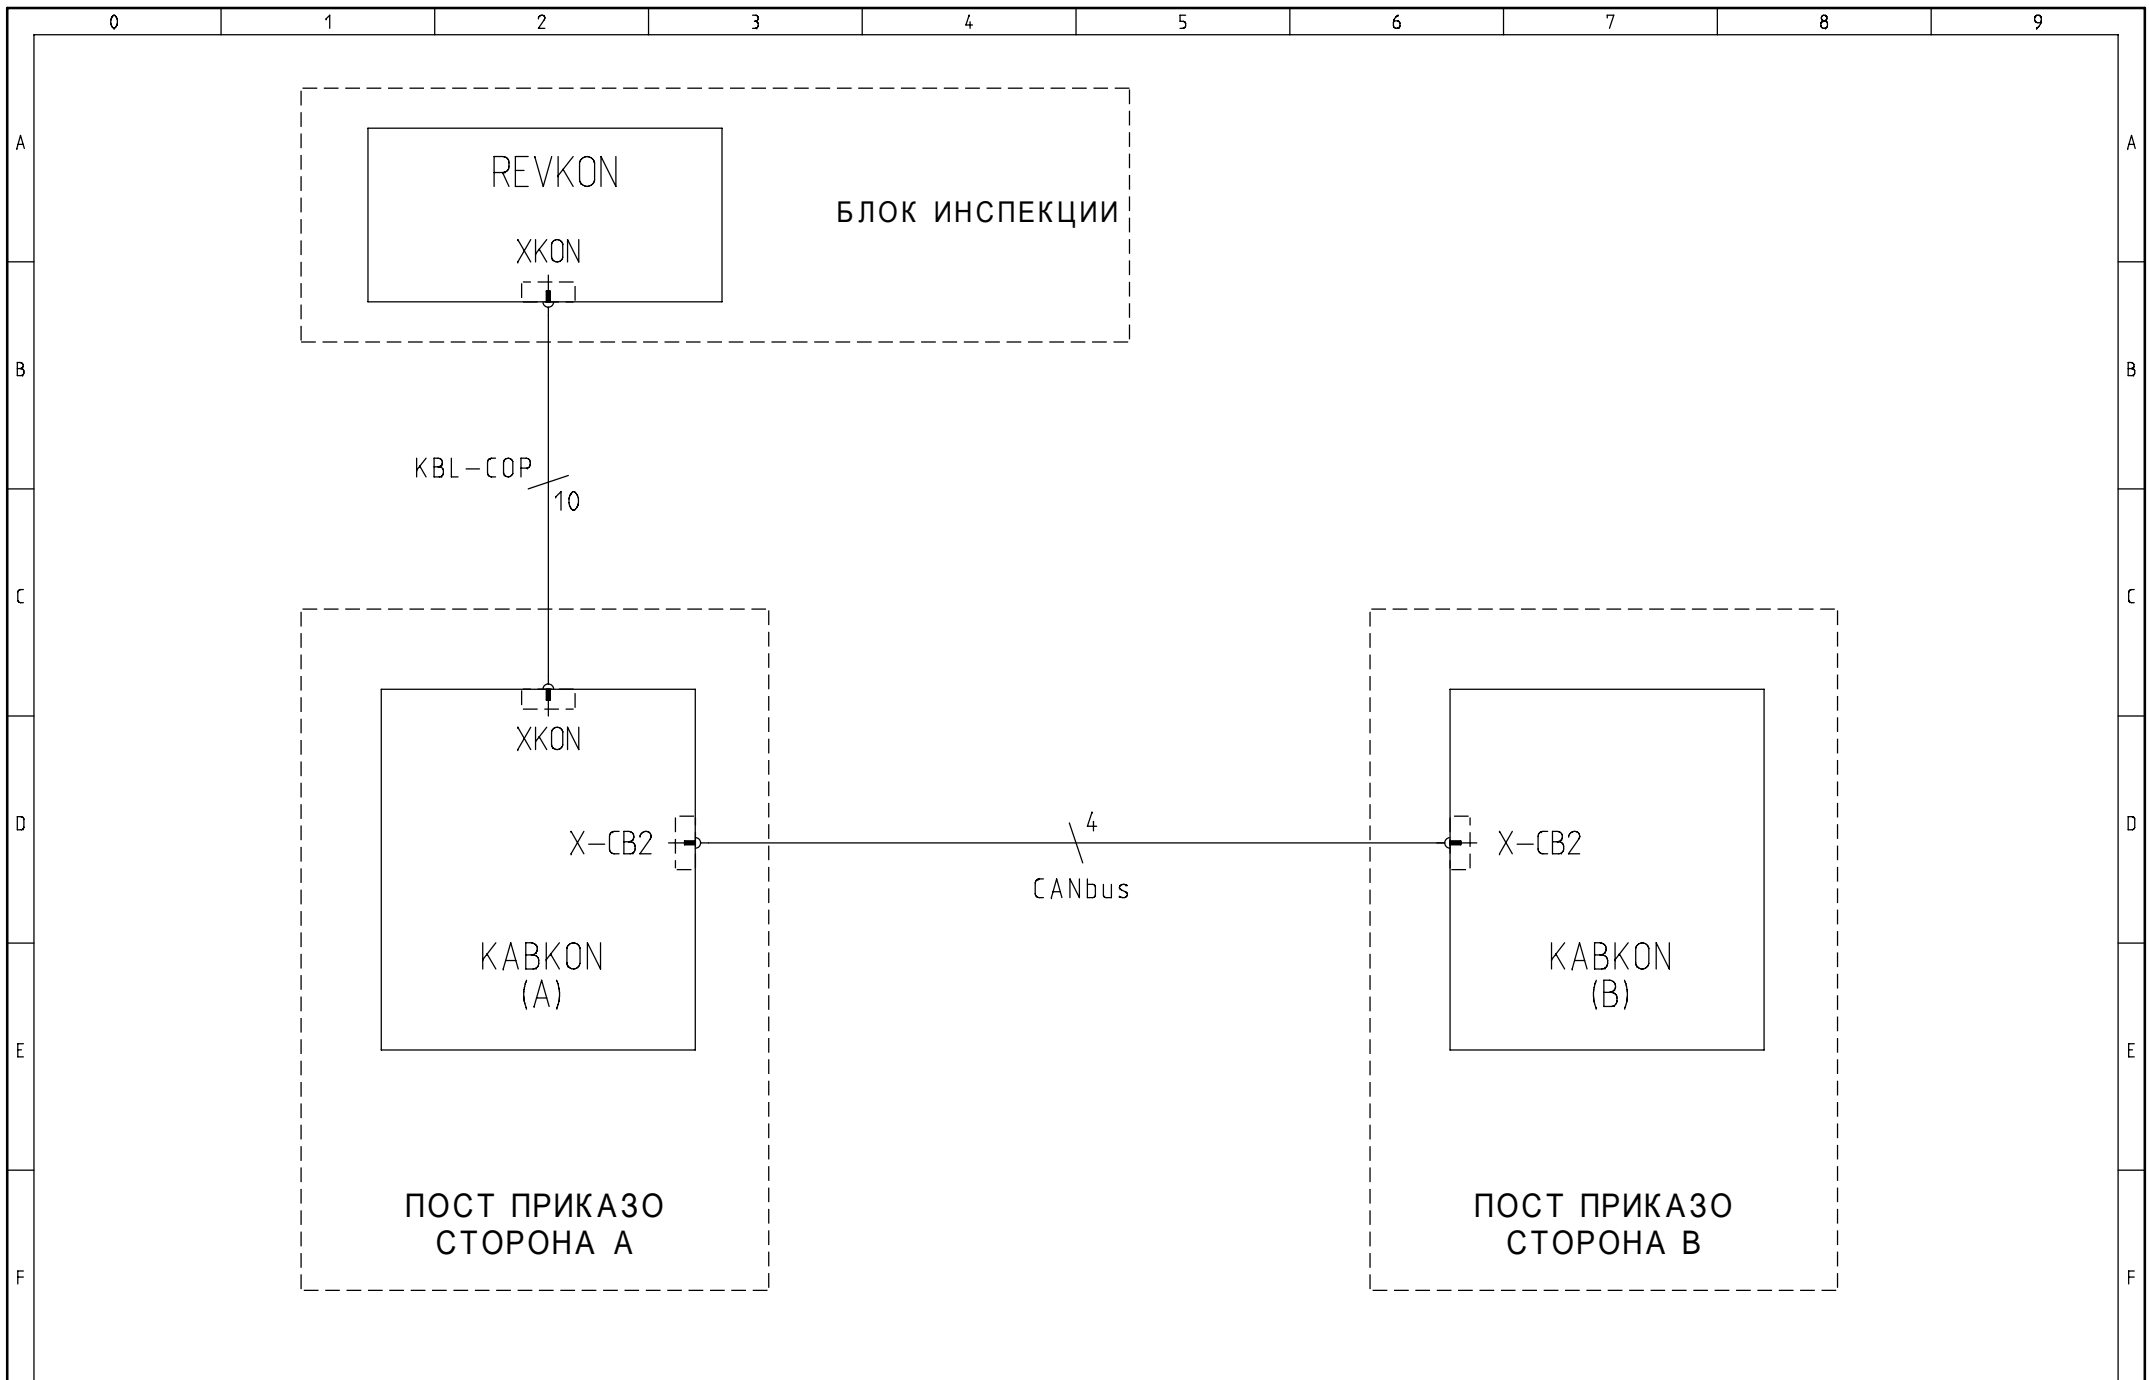 0 1 2 3 4 5 6 7 8 9
A A
REVKON
БЛОК ИНСПЕКЦИИ
XKON
B B
KBL-COP
10
C C
XKON
4
D D
X-CB2 X-CB2
CANbus
KABKON KABKON
(A) (B)
E E
ПОСТ ПРИКАЗО ПОСТ ПРИКАЗО
СТОРОНА А СТОРОНА В
F F